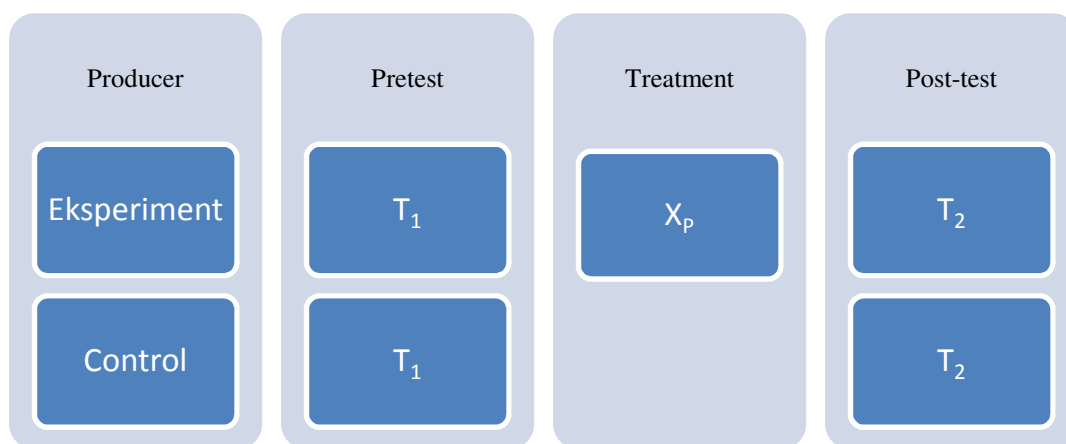 Producer
Pretest
Treatment
Post-test
Eksperiment
T₁
Xₚ
T₂
Control
T₁
T₂